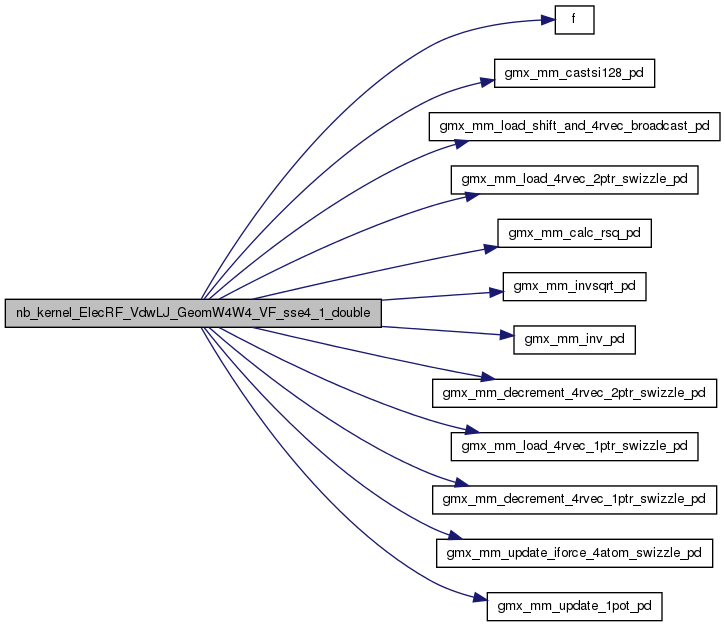 f
gmx_mm_castsi128_pd
gmx_mm_load_shift_and_4rvec_broadcast_pd
gmx_mm_load_4rvec_2ptr_swizzle_pd
gmx_mm_calc_rsq_pd
gmx_mm_invsqrt_pd
nb_kernel_ElecRF_VdwLJ_GeomW4W4_VF_sse4_1_double
gmx_mm_inv_pd
gmx_mm_decrement_4rvec_2ptr_swizzle_pd
gmx_mm_load_4rvec_1ptr_swizzle_pd
gmx_mm_decrement_4rvec_1ptr_swizzle_pd
gmx_mm_update_iforce_4atom_swizzle_pd
gmx_mm_update_1pot_pd